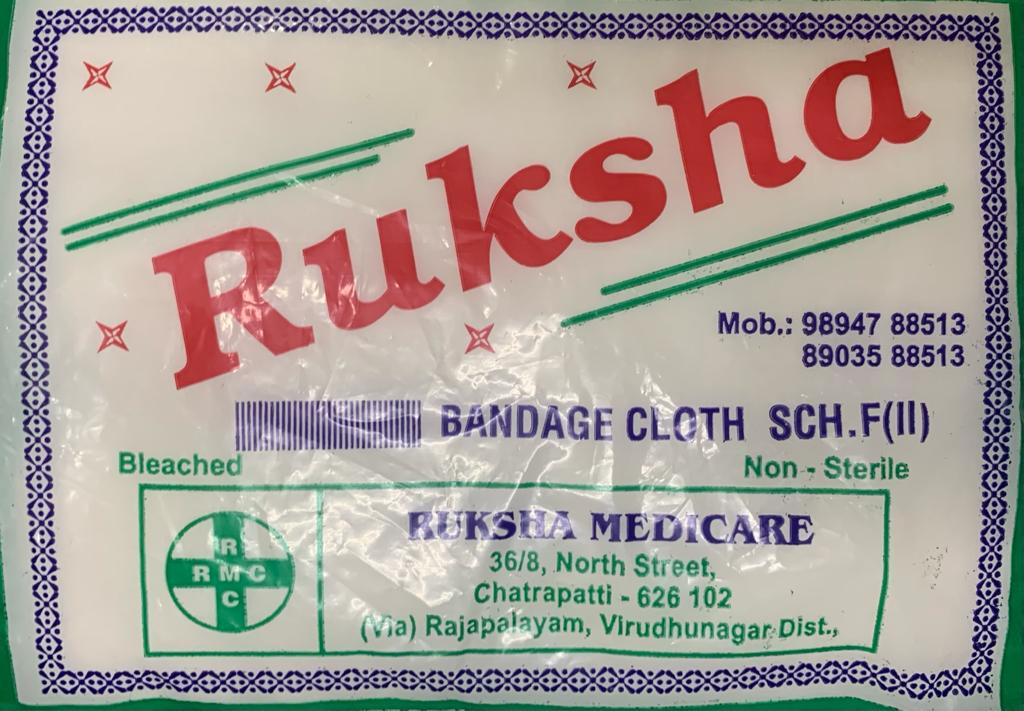 Ruksha
Mob.: 98947 88513
89035 88513
BANDAGE CLOTH SCH.F(II)
Bleached
Non - Sterile
R
R M C
C
RUKSHA MEDICARE
36/8, North Street,
Chatrapatti - 626 102
(Via) Rajapalayam, Virudhunagar Dist.,